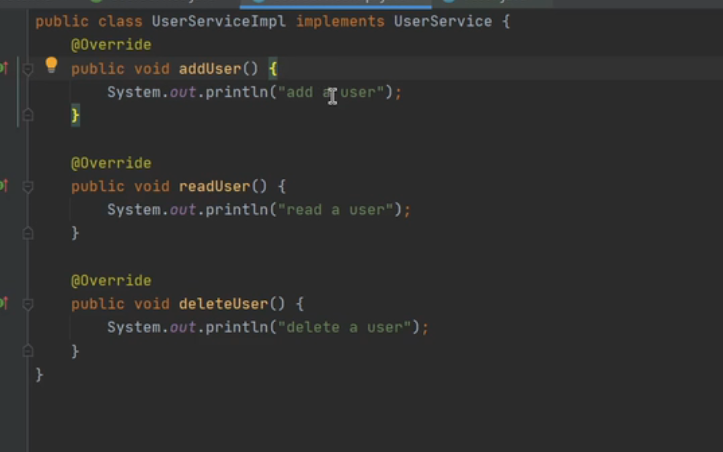 public class UserServiceImpl implements UserService {
    @Override
    public void addUser() {
        System.out.println("add a user");
    }

    @Override
    public void readUser() {
        System.out.println("read a user");
    }

    @Override
    public void deleteUser() {
        System.out.println("delete a user");
    }
}